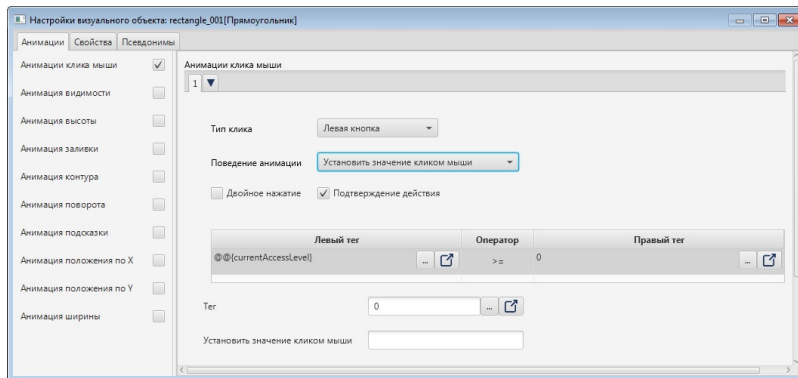 Настройки визуального объекта: rectangle_001[Прямоугольник]
Анимации Свойства Псевдонимы
Анимации клика мыши
Анимация видимости
Анимация высоты
Анимация заливки
Анимация контура
Анимация поворота
Анимация подсказки
Анимация положения по X
Анимация положения по Y
Анимация ширины
Анимации клика мыши
1
Тип клика Левая кнопка
Поведение анимации Установить значение кликом мыши
Двойное нажатие Подтверждение действия
Левый тег Оператор Правый тег
@@{currentAccessLevel} ... >= 0 ...
Тег 0 ...
Установить значение кликом мыши